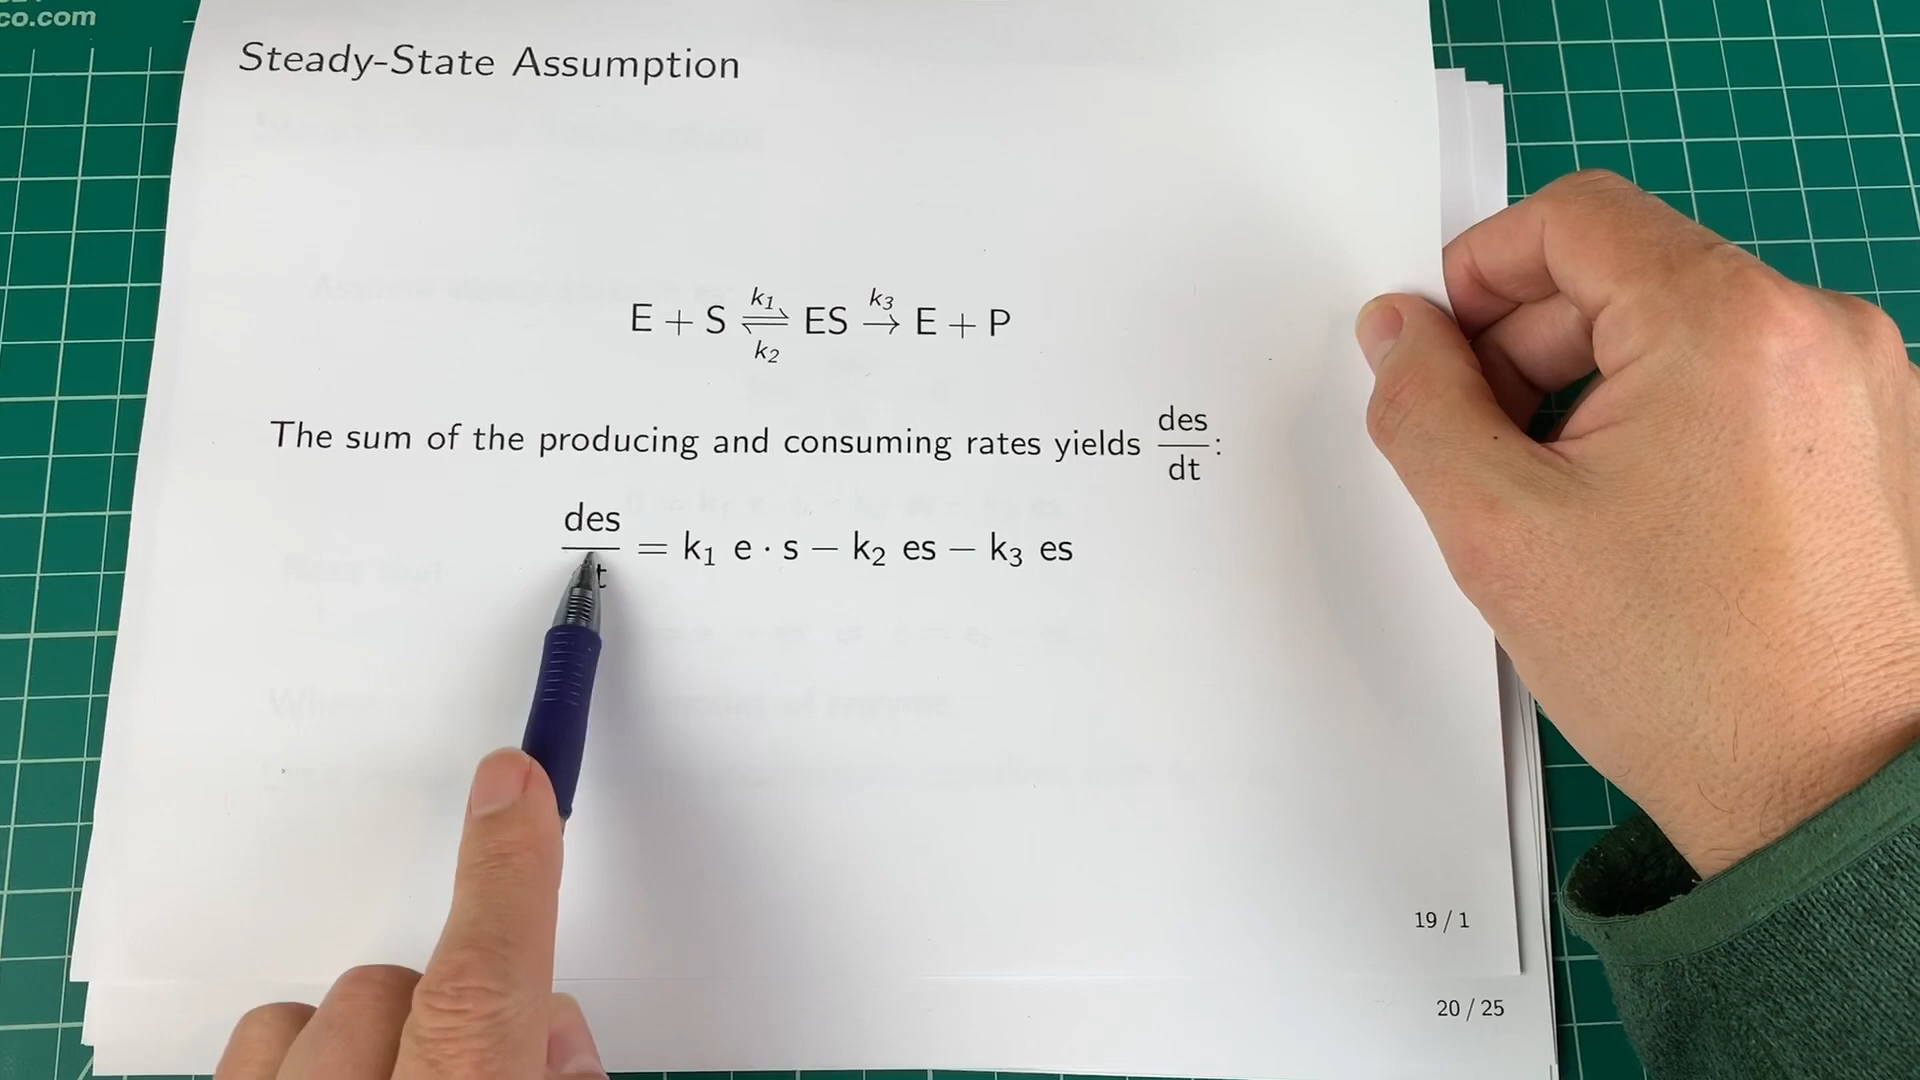 co.com
Steady-State Assumption
k1
E + S ⇌ ES → E + P
k3
k2
The sum of the producing and consuming rates yields des/dt:
des/t = k1 e · s − k2 es − k3 es
19 / 1
20 / 25